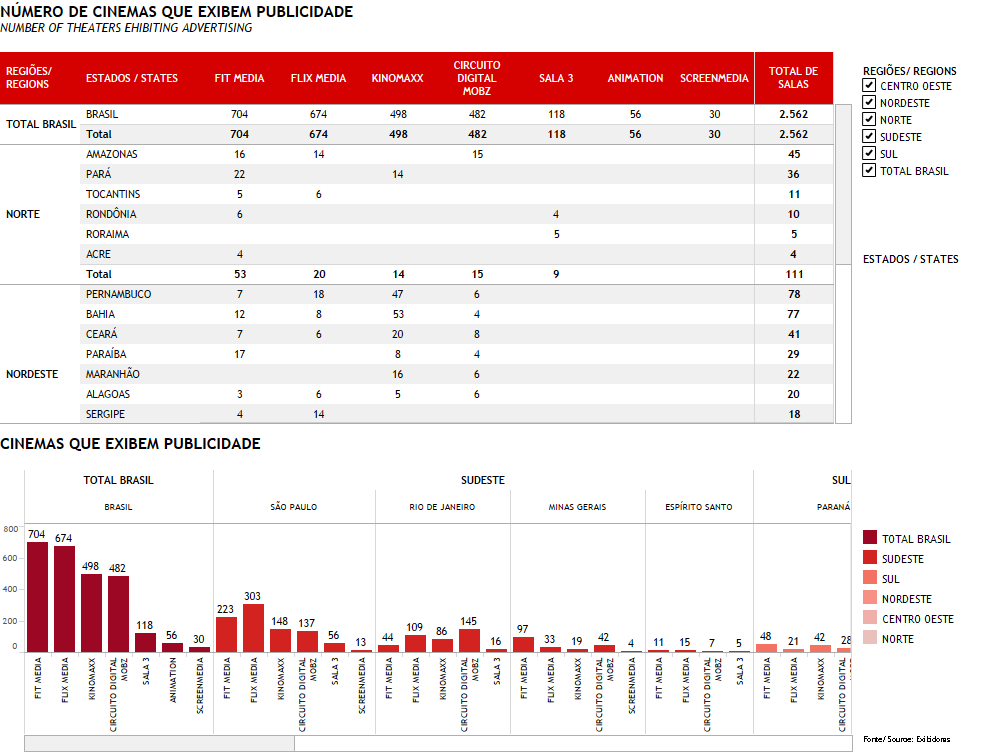 NÚMERO DE CINEMAS QUE EXIBEM PUBLICIDADE
NUMBER OF THEATERS EHIBITING ADVERTISING
REGIÕES/ REGIONS ESTADOS / STATES FIT MEDIA FLIX MEDIA KINOMAXX CIRCUITO DIGITAL MOBZ SALA 3 ANIMATION SCREENMEDIA TOTAL DE SALAS
TOTAL BRASIL BRASIL 704 674 498 482 118 56 30 2.562
Total 704 674 498 482 118 56 30 2.562
NORTE AMAZONAS 16 14 15 45
PARÁ 22 14 36
TOCANTINS 5 6 11
RONDÔNIA 6 4 10
RORAIMA 5 5
ACRE 4 4
Total 53 20 14 15 9 111
NORDESTE PERNAMBUCO 7 18 47 6 78
BAHIA 12 8 53 4 77
CEARÁ 7 6 20 8 41
PARAÍBA 17 8 4 29
MARANHÃO 16 6 22
ALAGOAS 3 6 5 6 20
SERGIPE 4 14 18
REGIÕES/ REGIONS
CENTRO OESTE
NORDESTE
NORTE
SUDESTE
SUL
TOTAL BRASIL
ESTADOS / STATES
CINEMAS QUE EXIBEM PUBLICIDADE
TOTAL BRASIL SUDESTE SUL
BRASIL SÃO PAULO RIO DE JANEIRO MINAS GERAIS ESPÍRITO SANTO PARANÁ
800
600
400
200
0
704 674 498 482 118 56 30 223 303 148 137 56 13 44 109 86 145 16 97 33 19 42 4 11 15 7 5 48 21 42 28
FIT MEDIA FLIX MEDIA KINOMAXX CIRCUITO DIGITAL MOBZ SALA 3 ANIMATION SCREENMEDIA FIT MEDIA FLIX MEDIA KINOMAXX CIRCUITO DIGITAL MOBZ SALA 3 SCREENMEDIA FIT MEDIA FLIX MEDIA KINOMAXX CIRCUITO DIGITAL MOBZ SALA 3 FIT MEDIA FLIX MEDIA KINOMAXX CIRCUITO DIGITAL MOBZ SCREENMEDIA FIT MEDIA FLIX MEDIA CIRCUITO DIGITAL MOBZ SALA 3 FIT MEDIA FLIX MEDIA KINOMAXX CIRCUITO DIGITAL
TOTAL BRASIL
SUDESTE
SUL
NORDESTE
CENTRO OESTE
NORTE
Fonte/ Source: Exibidores